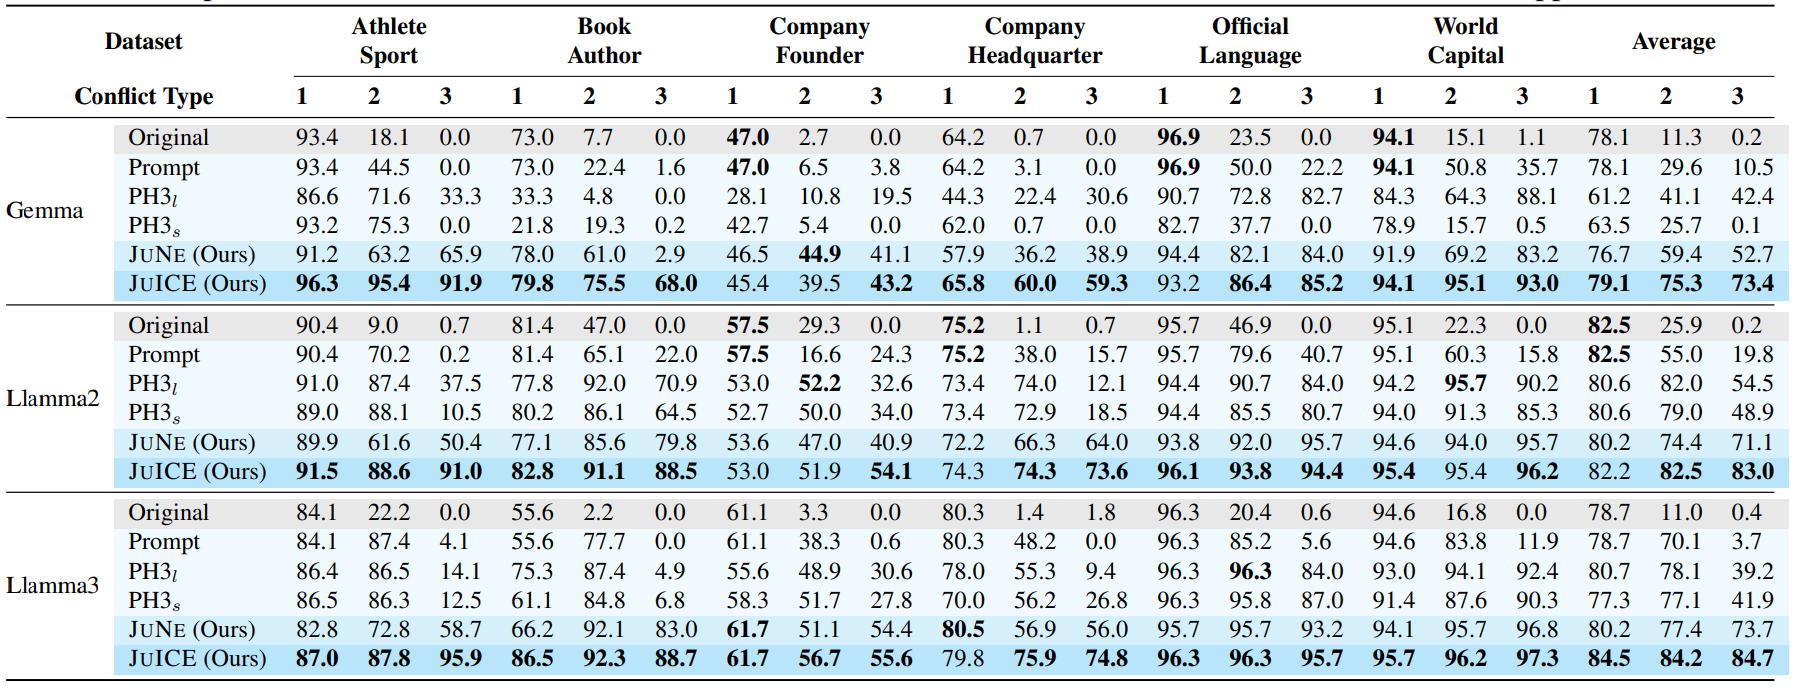 Dataset Athlete Sport Book Author Company Founder Company Headquarter Official Language World Capital Average
Conflict Type 1 2 3 1 2 3 1 2 3 1 2 3 1 2 3 1 2 3 1 2 3
Gemma
Original 93.4 18.1 0.0 73.0 7.7 0.0 47.0 2.7 0.0 64.2 0.7 0.0 96.9 23.5 0.0 94.1 15.1 1.1 78.1 11.3 0.2
Prompt 93.4 44.5 0.0 73.0 22.4 1.6 47.0 6.5 3.8 64.2 3.1 0.0 96.9 50.0 22.2 94.1 50.8 35.7 78.1 29.6 10.5
PH3l 86.6 71.6 33.3 33.3 4.8 0.0 28.1 10.8 19.5 44.3 22.4 30.6 90.7 72.8 82.7 84.3 64.3 88.1 61.2 41.1 42.4
PH3s 93.2 75.3 0.0 21.8 19.3 0.2 42.7 5.4 0.0 62.0 0.7 0.0 82.7 37.7 0.0 78.9 15.7 0.5 63.5 25.7 0.1
JUNE (Ours) 91.2 63.2 65.9 78.0 61.0 2.9 46.5 44.9 41.1 57.9 36.2 38.9 94.4 82.1 84.0 91.9 69.2 83.2 76.7 59.4 52.7
JUICE (Ours) 96.3 95.4 91.9 79.8 75.5 68.0 45.4 39.5 43.2 65.8 60.0 59.3 93.2 86.4 85.2 94.1 95.1 93.0 79.1 75.3 73.4
Llamma2
Original 90.4 9.0 0.7 81.4 47.0 0.0 57.5 29.3 0.0 75.2 1.1 0.7 95.7 46.9 0.0 95.1 22.3 0.0 82.5 25.9 0.2
Prompt 90.4 70.2 0.2 81.4 65.1 22.0 57.5 16.6 24.3 75.2 38.0 15.7 95.7 79.6 40.7 95.1 60.3 15.8 82.5 55.0 19.8
PH3l 91.0 87.4 37.5 77.8 92.0 70.9 53.0 52.2 32.6 73.4 74.0 12.1 94.4 90.7 84.0 94.2 95.7 90.2 80.6 82.0 54.5
PH3s 89.0 88.1 10.5 80.2 86.1 64.5 52.7 50.0 34.0 73.4 72.9 18.5 94.4 85.5 80.7 94.0 91.3 85.3 80.6 79.0 48.9
JUNE (Ours) 89.9 61.6 50.4 77.1 85.6 79.8 53.6 47.0 40.9 72.2 66.3 64.0 93.8 92.0 95.7 94.6 94.0 95.7 80.2 74.4 71.1
JUICE (Ours) 91.5 88.6 91.0 82.8 91.1 88.5 53.0 51.9 54.1 74.3 74.3 73.6 96.1 93.8 94.4 95.4 95.4 96.2 82.2 82.5 83.0
Llamma3
Original 84.1 22.2 0.0 55.6 2.2 0.0 61.1 3.3 0.0 80.3 1.4 1.8 96.3 20.4 0.6 94.6 16.8 0.0 78.7 11.0 0.4
Prompt 84.1 87.4 4.1 55.6 77.7 0.0 61.1 38.3 0.6 80.3 48.2 0.0 96.3 85.2 5.6 94.6 83.8 11.9 78.7 70.1 3.7
PH3l 86.4 86.5 14.1 75.3 87.4 4.9 55.6 48.9 30.6 78.0 55.3 9.4 96.3 96.3 84.0 93.0 94.1 92.4 80.7 78.1 39.2
PH3s 86.5 86.3 12.5 61.1 84.8 6.8 58.3 51.7 27.8 70.0 56.2 26.8 96.3 95.8 87.0 91.4 87.6 90.3 77.3 77.1 41.9
JUNE (Ours) 82.8 72.8 58.7 66.2 92.1 83.0 61.7 51.1 54.4 80.5 56.9 56.0 95.7 95.7 93.2 94.1 95.7 96.8 80.2 77.4 73.7
JUICE (Ours) 87.0 87.8 95.9 86.5 92.3 88.7 61.7 56.7 55.6 79.8 75.9 74.8 96.3 96.3 95.7 95.7 96.2 97.3 84.5 84.2 84.7